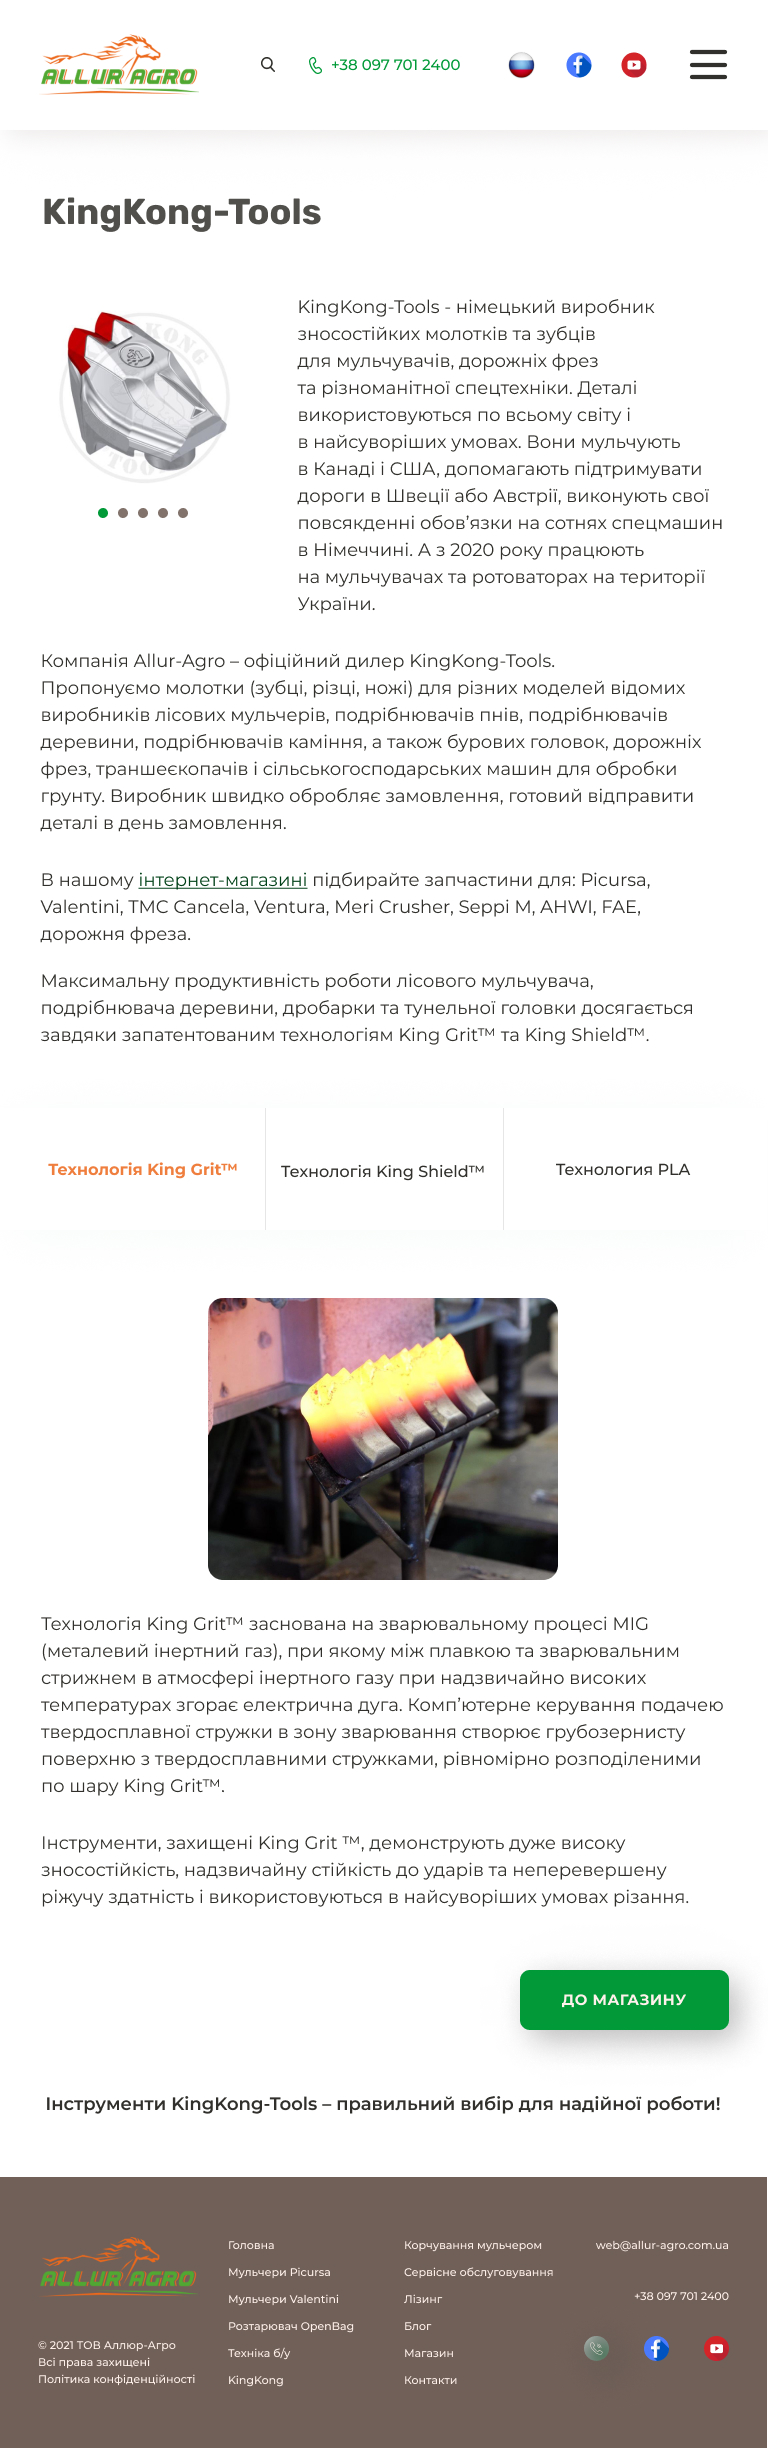 ALLUR AGRO
+38 097 701 2400
KingKong-Tools
KingKong-Tools - німецький виробник
зносостійких молотків та зубців
для мульчувачів, дорожніх фрез
та різноманітної спецтехніки. Деталі
використовуються по всьому світу і
в найсуворіших умовах. Вони мульчують
в Канаді і США, допомагають підтримувати
дороги в Швеції або Австрії, виконують свої
повсякденні обов’язки на сотнях спецмашин
в Німеччині. А з 2020 року працюють
на мульчувачах та ротоваторах на території
України.
Компанія Allur-Agro – офіційний дилер KingKong-Tools.
Пропонуємо молотки (зубці, різці, ножі) для різних моделей відомих
виробників лісових мульчерів, подрібнювачів пнів, подрібнювачів
деревини, подрібнювачів каміння, а також бурових головок, дорожніх
фрез, траншеєкопачів і сільськогосподарських машин для обробки
грунту. Виробник швидко обробляє замовлення, готовий відправити
деталі в день замовлення.
В нашому інтернет-магазині підбирайте запчастини для: Picursa,
Valentini, TMC Cancela, Ventura, Meri Crusher, Seppi M, AHWI, FAE,
дорожня фреза.
Максимальну продуктивність роботи лісового мульчувача,
подрібнювача деревини, дробарки та тунельної головки досягається
завдяки запатентованим технологіям King Grit™ та King Shield™.
Технологія King Grit™
Технологія King Shield™
Технология PLA
Технологія King Grit™ заснована на зварювальному процесі MIG
(металевий інертний газ), при якому між плавкою та зварювальним
стрижнем в атмосфері інертного газу при надзвичайно високих
температурах згорає електрична дуга. Комп’ютерне керування подачею
твердосплавної стружки в зону зварювання створює грубозернисту
поверхню з твердосплавними стружками, рівномірно розподіленими
по шару King Grit™.
Інструменти, захищені King Grit ™, демонструють дуже високу
зносостійкість, надзвичайну стійкість до ударів та неперевершену
ріжучу здатність і використовуються в найсуворіших умовах різання.
ДО МАГАЗИНУ
Інструменти KingKong-Tools – правильний вибір для надійної роботи!
ALLUR AGRO
© 2021 ТОВ Аллюр-Агро
Всі права захищені
Політика конфіденційності
Головна
Мульчери Picursa
Мульчери Valentini
Розтарювач OpenBag
Техніка б/у
KingKong
Корчування мульчером
Сервісне обслуговування
Лізинг
Блог
Магазин
Контакти
web@allur-agro.com.ua
+38 097 701 2400